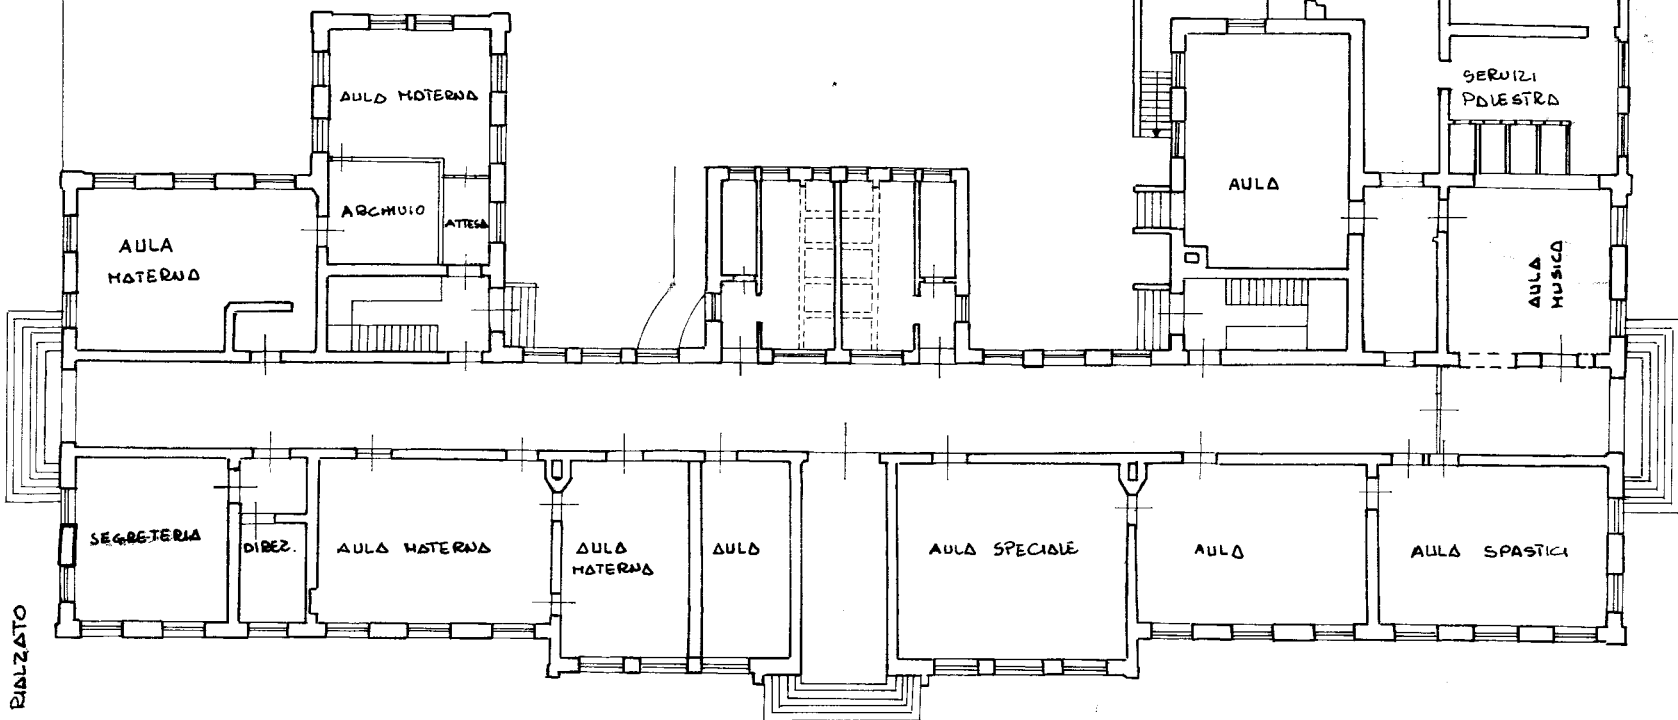 AULA MATERNA
SERVIZI
PALESTRA
AULA
ARCHIVIO
ATTESA
AULA
MATERNA
AULA
MUSICA
SEGRETERIA
DIREZ.
AULA MATERNA
AULA
MATERNA
AULA
AULA SPECIALE
AULA
AULA SPASTICI
RIALZATO